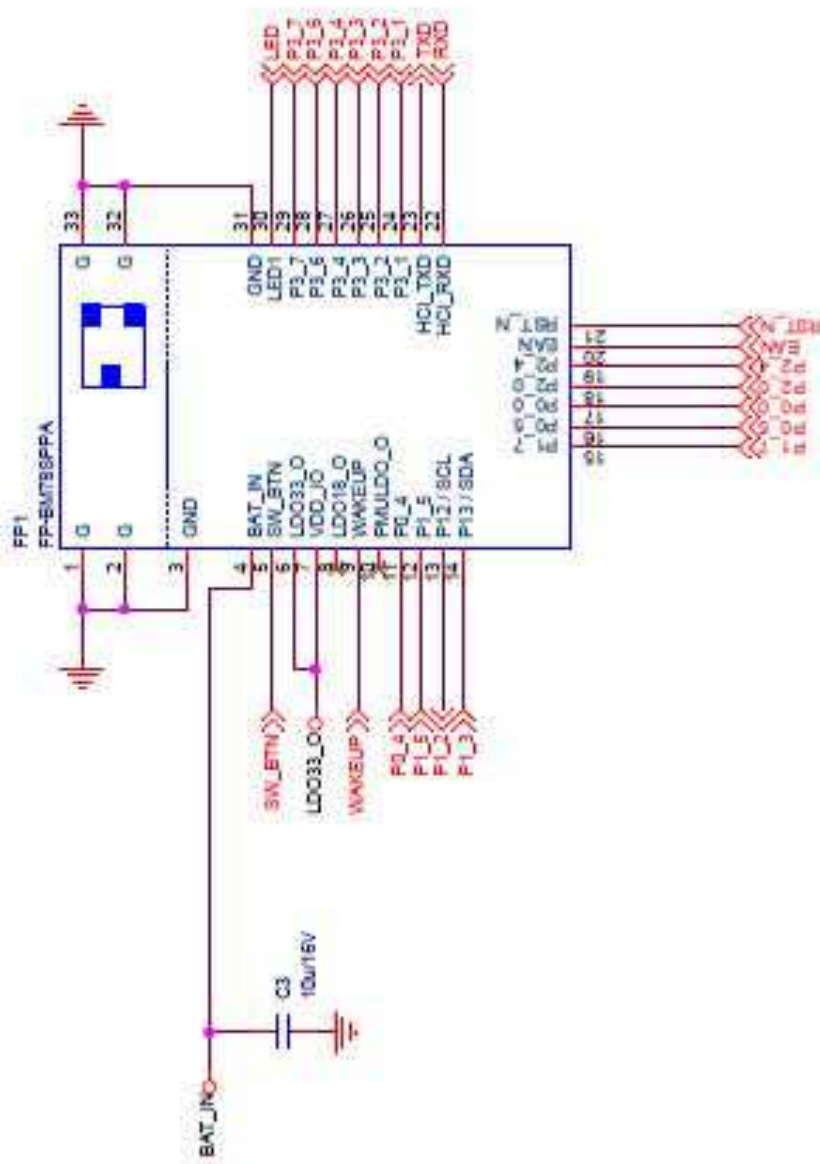 FP1
FP-BM78SPPA
1
G
2
G
3
GND
4
BAT_IN
5
SW_BTN
6
LDO33_O
7
VDD_IO
8
LDO18_O
9
WAKEUP
10
PMULDO_O
11
P0_4
12
P1_5
13
P12 / SCL
14
P13 / SDA
G
33
G
32
GND
31
LED1
30
LED
P3_7
29
P3_7
P3_6
28
P3_6
P3_4
27
P3_4
P3_3
26
P3_3
P3_2
25
P3_2
P3_1
24
P3_1
HCI_TXD
23
TXD
HCI_RXD
22
RXD
RST_N
21
RST_N
EAN
20
EAN
P2_4
19
P2_4
P2_0
18
P2_0
P0_0
17
P0_0
16
P1_7
15
P1_7
SW_BTN
LDO33_O
WAKEUP
P0_4
P1_5
P1_2
P1_3
C3
10u/16V
BAT_IN